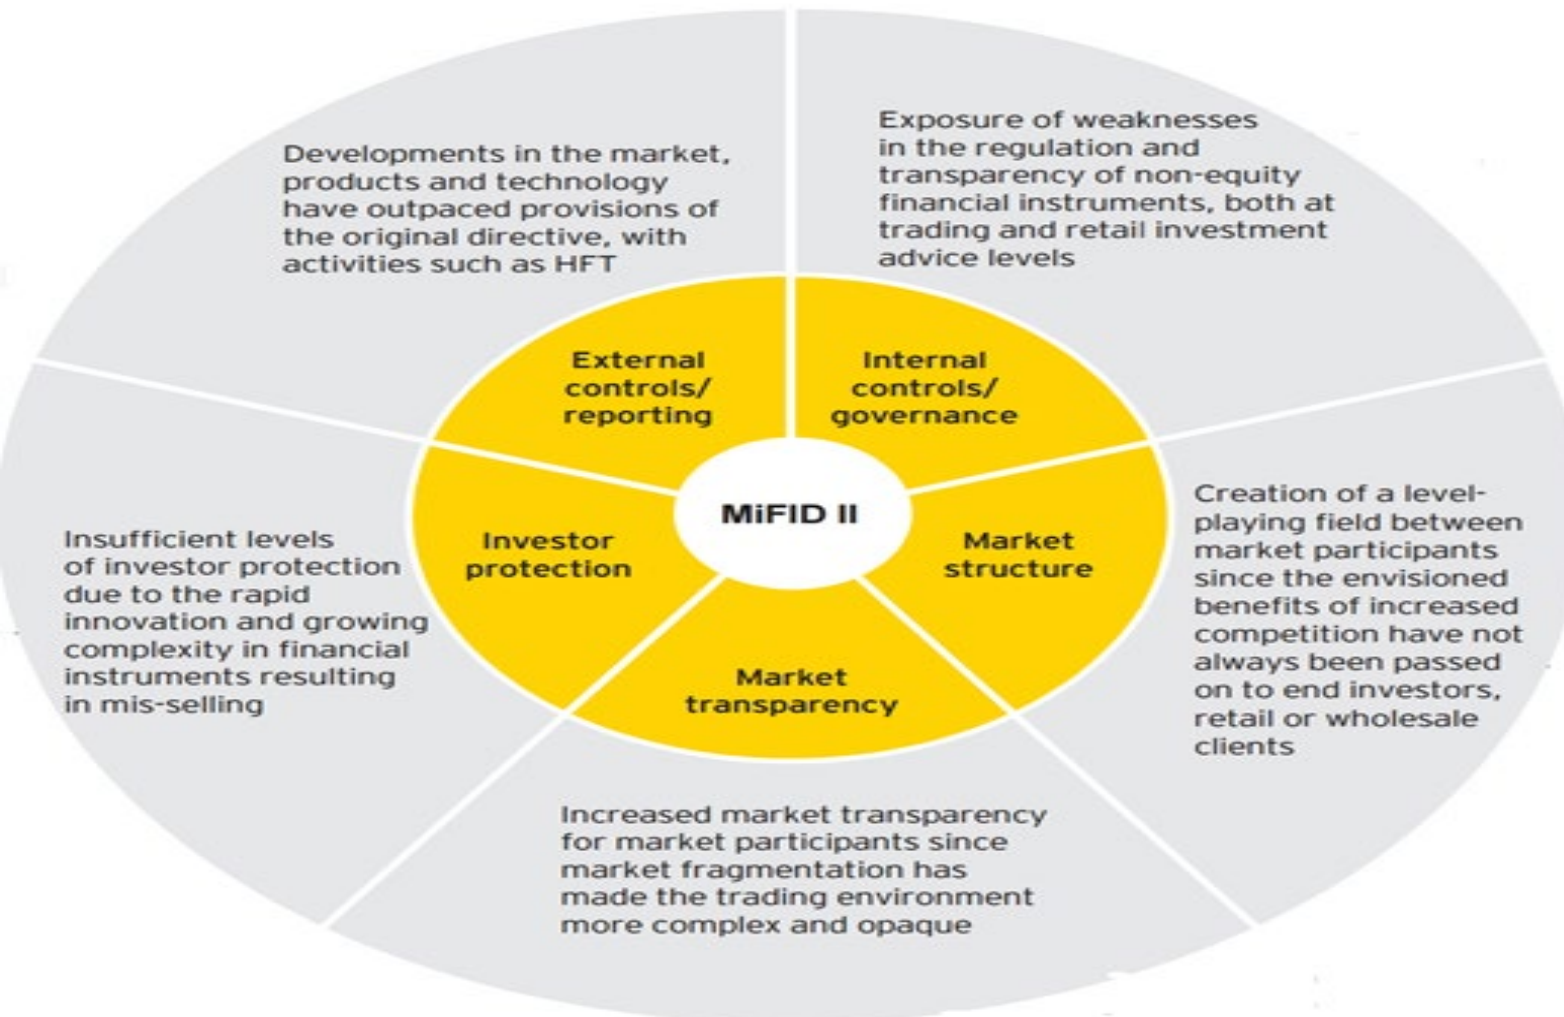 Developments in the market,
products and technology
have outpaced provisions of
the original directive, with
activities such as HFT
Exposure of weaknesses
in the regulation and
transparency of non-equity
financial instruments, both at
trading and retail investment
advice levels
External
controls/
reporting
Internal
controls/
governance
MiFID II
Investor
protection
Market
structure
Market
transparency
Insufficient levels
of investor protection
due to the rapid
innovation and growing
complexity in financial
instruments resulting
in mis-selling
Creation of a level-
playing field between
market participants
since the envisioned
benefits of increased
competition have not
always been passed
on to end investors,
retail or wholesale
clients
Increased market transparency
for market participants since
market fragmentation has
made the trading environment
more complex and opaque